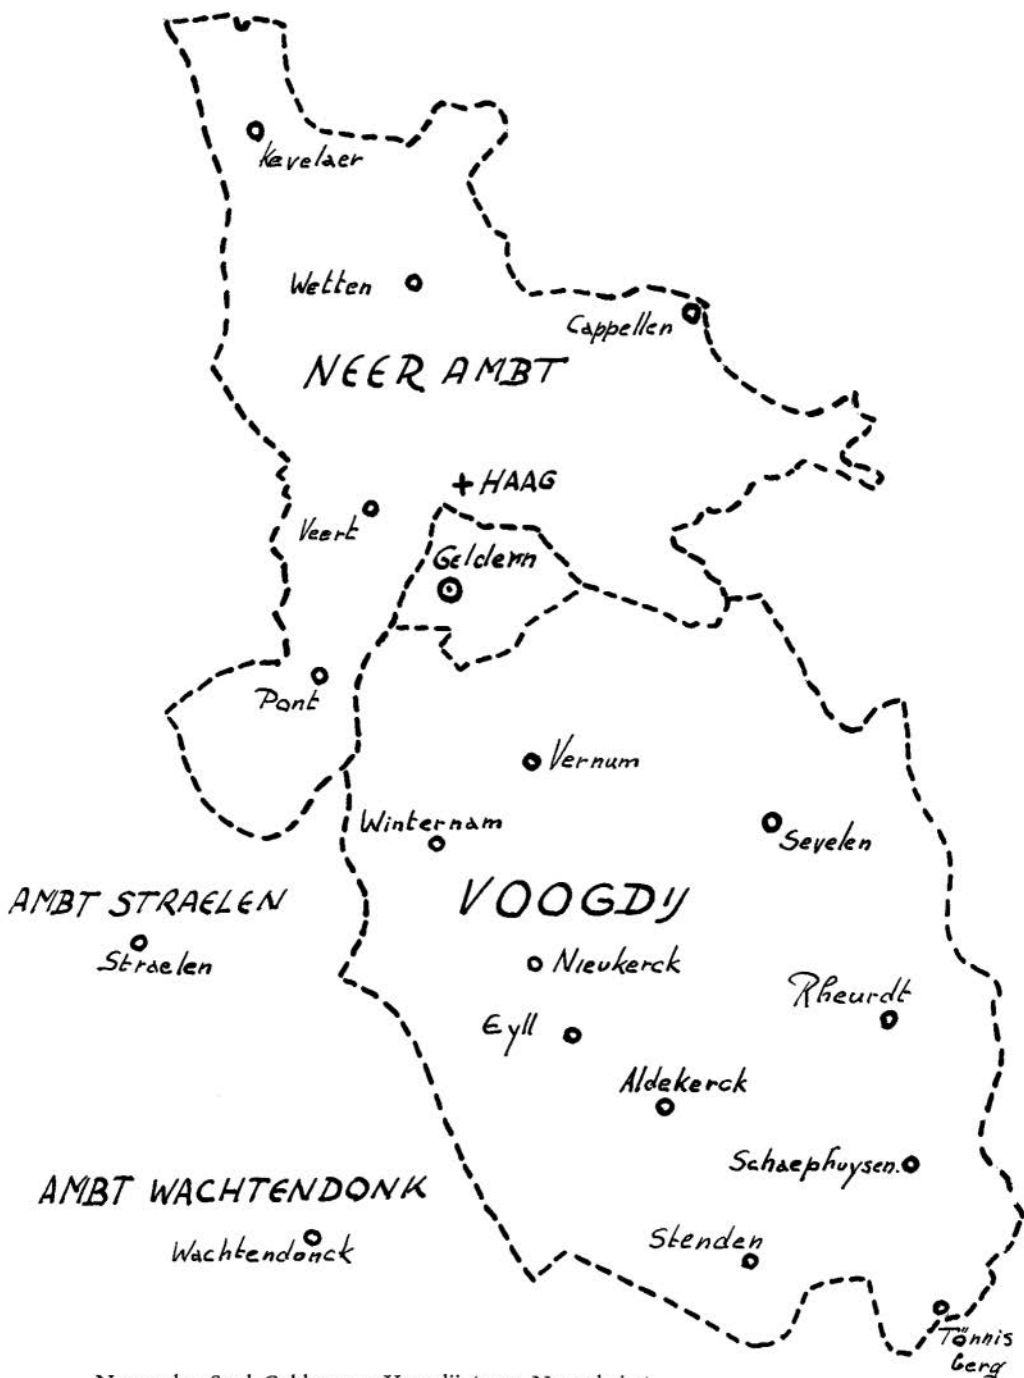 Kevelaer
Wetten
Cappellen
NEER AMBT
+ HAAG
Veert
Geldern
Pont
Vernum
Winternam
Sevelen
AMBT STRAELEN
VOOGDIJ
Straelen
Nieukerck
Rheurdt
Eyll
Aldekerck
Schaephuysen.
AMBT WACHTENDONK
Wachtendonck
Stenden
Tönnis
berg